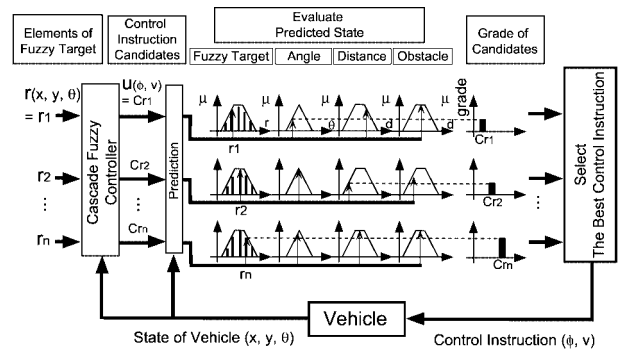 Elements of
Fuzzy Target
Control
Instruction
Candidates
Evaluate
Predicted State
Fuzzy Target
Angle
Distance
Obstacle
Grade of
Candidates
r(x, y, θ)
= r1
r2
⋮
rn
Cascade Fuzzy
Controller
u(ϕ, v)
= Cr1
Cr2
⋮
Crn
Prediction
μ
r
μ
θ
μ
d
μ
d
grade
Cr1
r1
Cr2
r2
Crn
rn
Select
The Best Control Instruction
Vehicle
State of Vehicle (x, y, θ)
Control Instruction (ϕ, v)